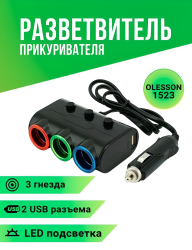 РАЗВЕТВИТЕЛЬ
ПРИКУРИВАТЕЛЯ
OLESSON
1523
3 гнезда
USB
2 USB разъема
LED подсветка